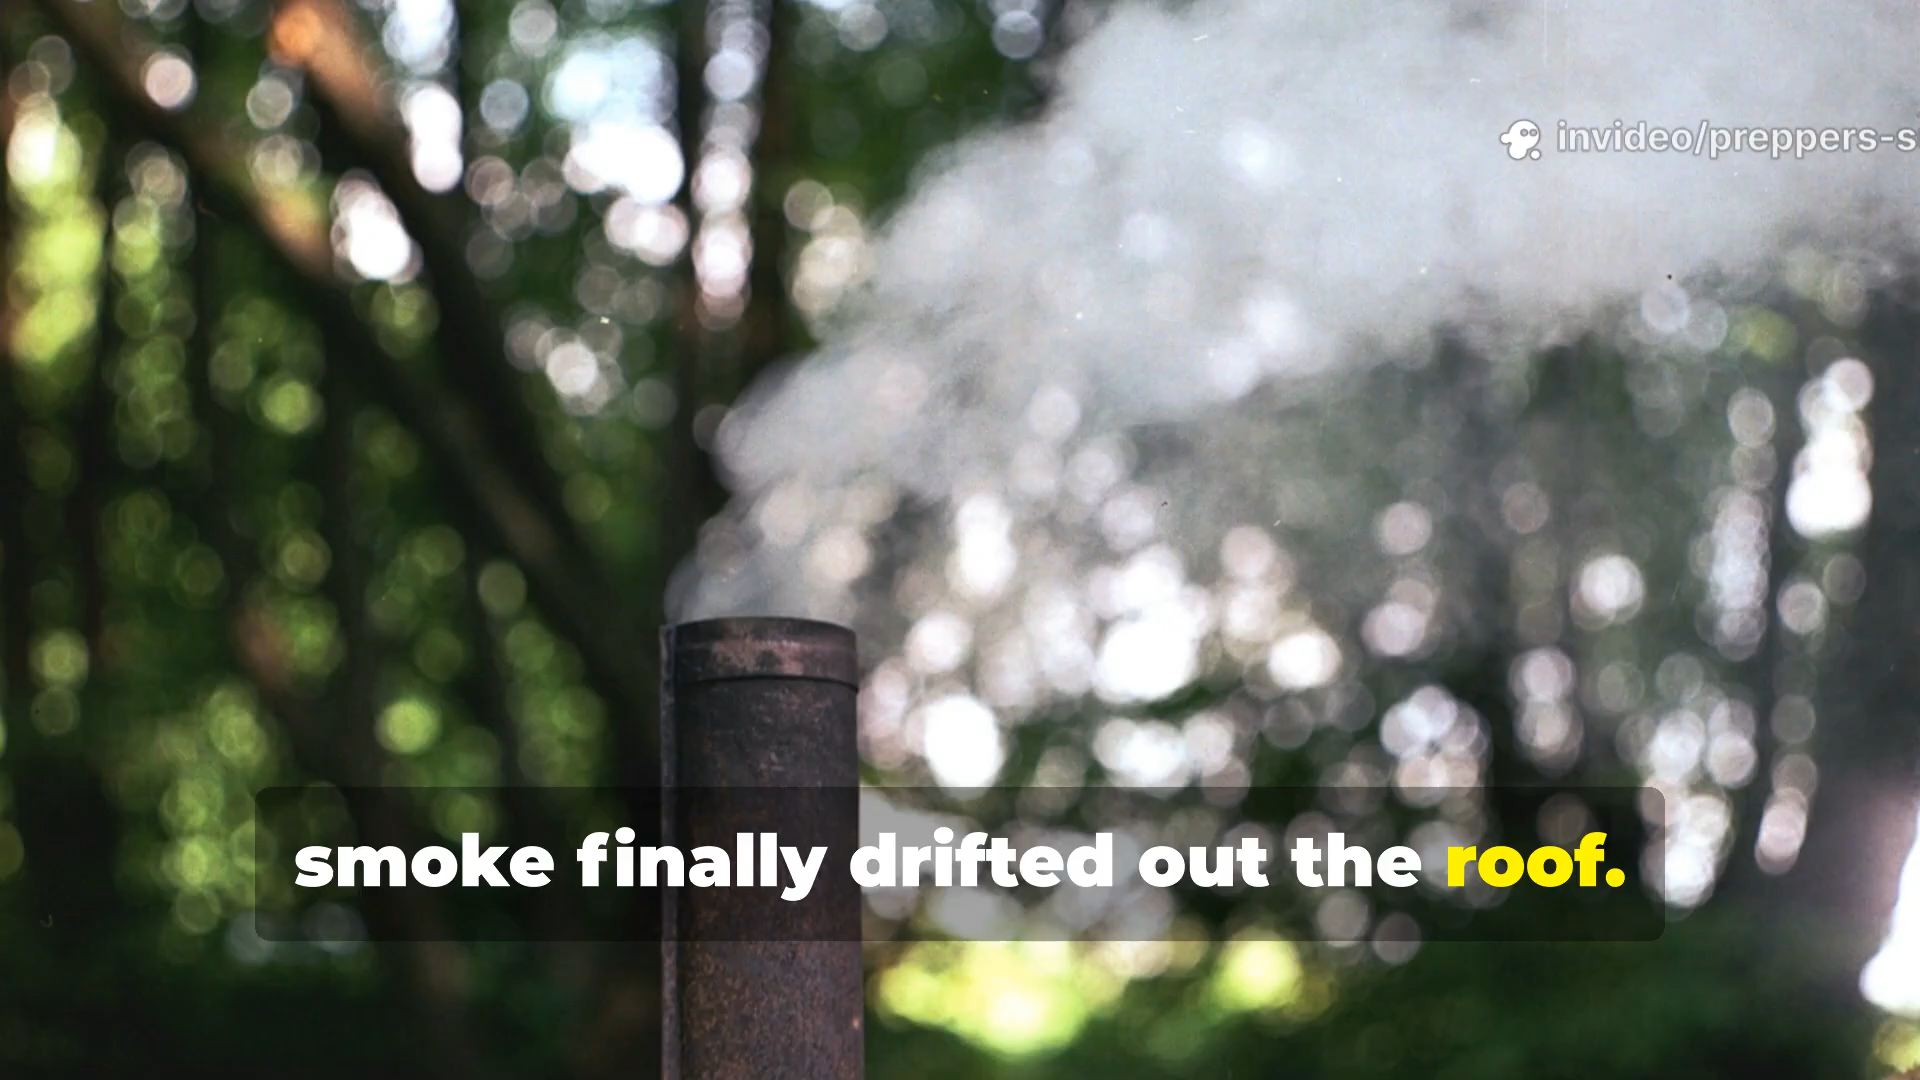 invideo/preppers-s
smoke finally drifted out the roof.